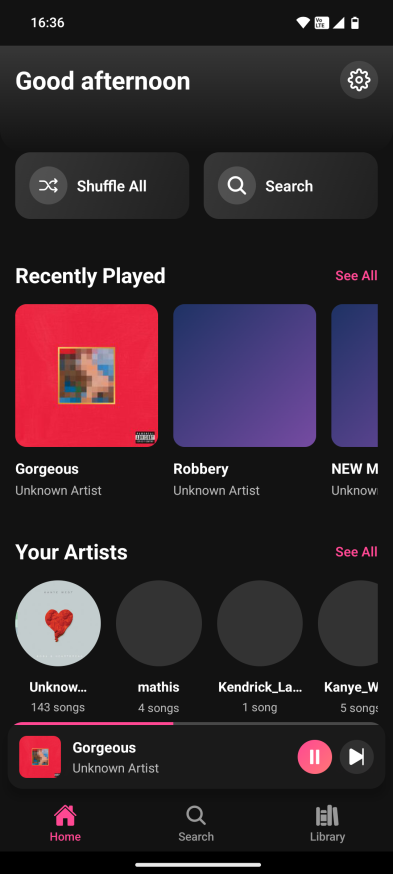 16:36
Vo
LTE
Good afternoon
Shuffle All
Search
Recently Played
See All
Gorgeous
Robbery
NEW M
Unknown Artist
Unknown Artist
Unknow
Your Artists
See All
Unknow...
mathis
Kendrick_La...
Kanye_W
143 songs
4 songs
1 song
5 songs
Gorgeous
Unknown Artist
Home
Search
Library